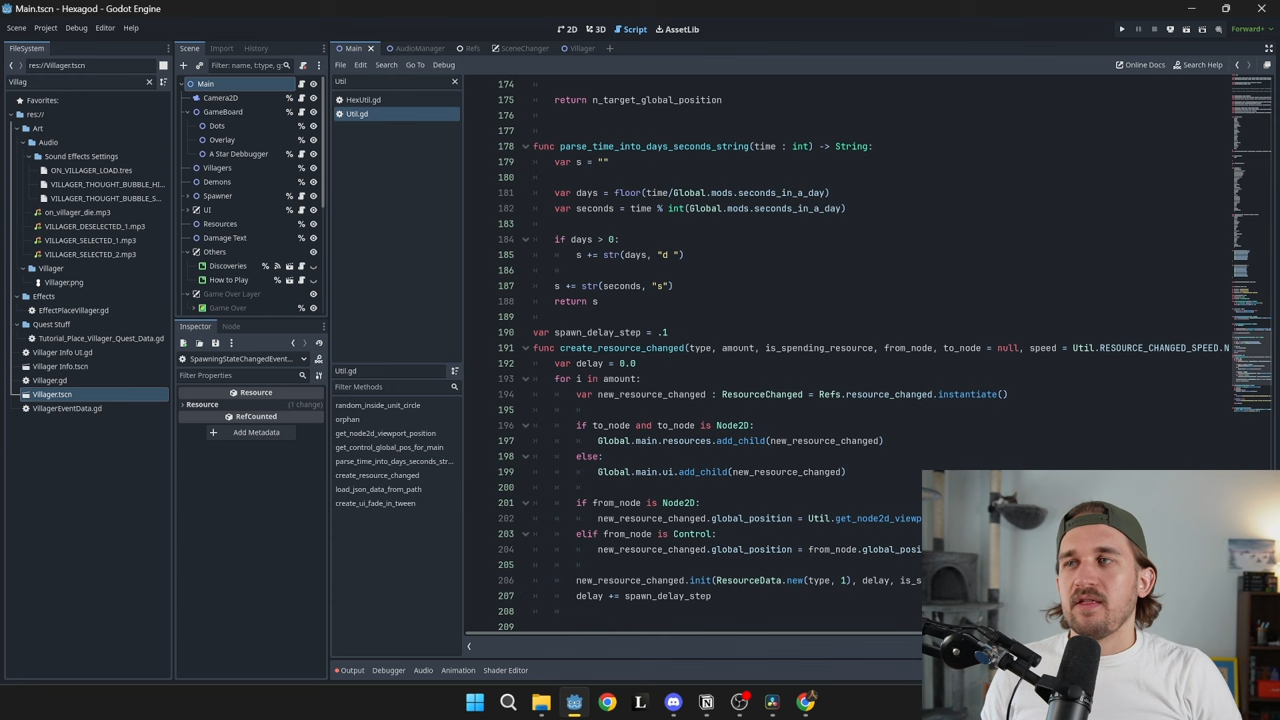 Main.tscn - Hexagod - Godot Engine
Scene Project Debug Editor Help
2D 3D Script AssetLib
Forward+
FileSystem
res://Villager.tscn
Villag
Favorites:
res://
Art
Audio
Sound Effects Settings
ON_VILLAGER_LOAD.tres
VILLAGER_THOUGHT_BUBBLE_HI...
VILLAGER_THOUGHT_BUBBLE_S...
on_villager_die.mp3
VILLAGER_DESELECTED_1.mp3
VILLAGER_SELECTED_1.mp3
VILLAGER_SELECTED_2.mp3
Villager
Villager.png
Effects
EffectPlaceVillager.gd
Quest Stuff
Tutorial_Place_Villager_Quest_Data.gd
Villager Info UI.gd
Villager Info.tscn
Villager.gd
Villager.tscn
VillagerEventData.gd
Scene Import History
Filter: name, t:type, g:
Main
Camera2D
GameBoard
Dots
Overlay
A Star Debbugger
Villagers
Demons
Spawner
UI
Resources
Damage Text
Others
Discoveries
How to Play
Game Over Layer
Game Over
Inspector Node
SpawningStateChangedEvent...
Filter Properties
Resource
Resource (1 change)
RefCounted
Add Metadata
Main AudioManager Refs SceneChanger Villager
File Edit Search Go To Debug
Online Docs Search Help
Util
HexUtil.gd
Util.gd
Util.gd
Filter Methods
random_inside_unit_circle
orphan
get_node2d_viewport_position
get_control_global_pos_for_main
parse_time_into_days_seconds_str...
create_resource_changed
load_json_data_from_path
create_ui_fade_in_tween
174
175 return n_target_global_position
176
177
178 func parse_time_into_days_seconds_string(time : int) -> String:
179 var s = ""
180
181 var days = floor(time/Global.mods.seconds_in_a_day)
182 var seconds = time % int(Global.mods.seconds_in_a_day)
183
184 if days > 0:
185 s += str(days, "d ")
186
187 s += str(seconds, "s")
188 return s
189
190 var spawn_delay_step = .1
191 func create_resource_changed(type, amount, is_spending_resource, from_node, to_node = null, speed = Util.RESOURCE_CHANGED_SPEED.N
192 var delay = 0.0
193 for i in amount:
194 var new_resource_changed : ResourceChanged = Refs.resource_changed.instantiate()
195
196 if to_node and to_node is Node2D:
197 Global.main.resources.add_child(new_resource_changed)
198 else:
199 Global.main.ui.add_child(new_resource_changed)
200
201 if from_node is Node2D:
202 new_resource_changed.global_position = Util.get_node2d_viewp
203 elif from_node is Control:
204 new_resource_changed.global_position = from_node.global_pos
205
206 new_resource_changed.init(ResourceData.new(type, 1), delay, is_s
207 delay += spawn_delay_step
208
209
Output Debugger Audio Animation Shader Editor